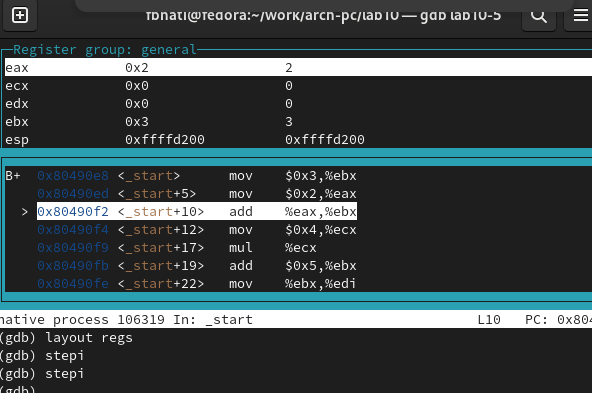 fbnati@fedora:~/work/arch-pc/lab10 — gdb lab10-5
Register group: general
eax 0x2 2
ecx 0x0 0
edx 0x0 0
ebx 0x3 3
esp 0xffffd200 0xffffd200
B+ 0x80490e8 <_start> mov $0x3,%ebx
0x80490ed <_start+5> mov $0x2,%eax
> 0x80490f2 <_start+10> add %eax,%ebx
0x80490f4 <_start+12> mov $0x4,%ecx
0x80490f9 <_start+17> mul %ecx
0x80490fb <_start+19> add $0x5,%ebx
0x80490fe <_start+22> mov %ebx,%edi
native process 106319 In: _start L10 PC: 0x804
(gdb) layout regs
(gdb) stepi
(gdb) stepi
(gdb)